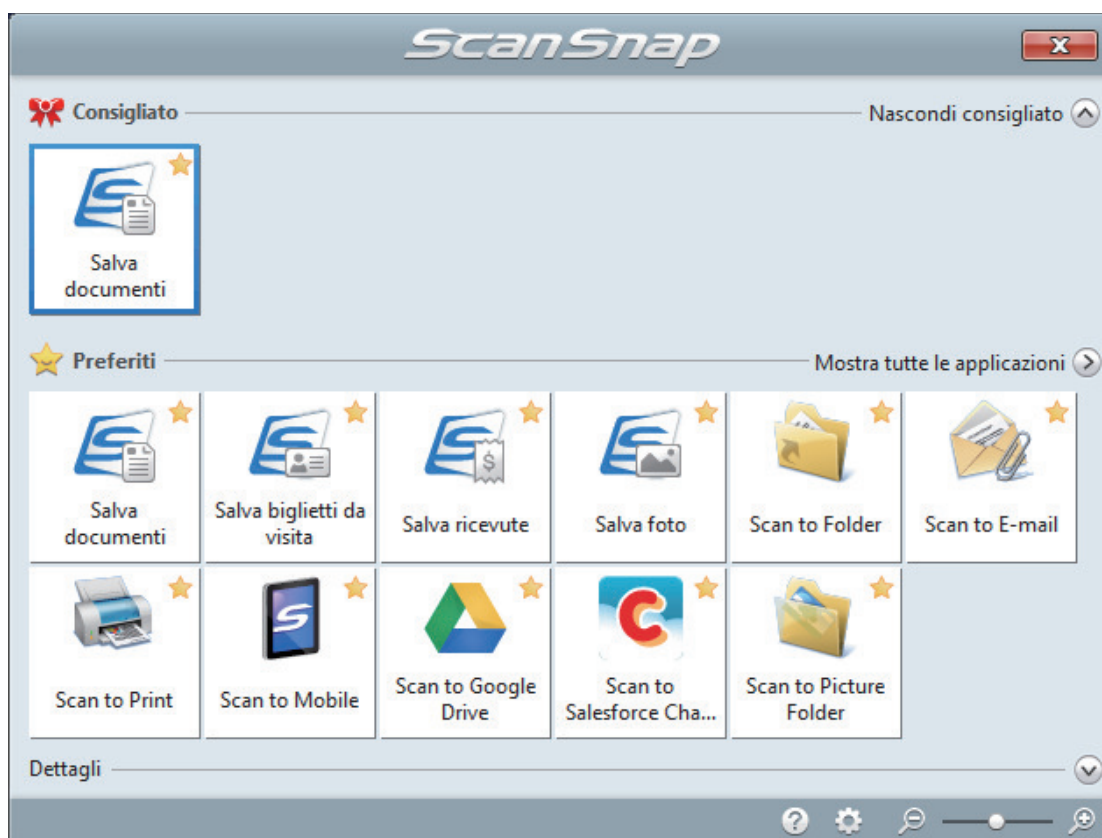 ScanSnap
Consigliato
Nascondi consigliato
Salva
documenti
Preferiti
Mostra tutte le applicazioni
Salva
documenti
Salva biglietti da
visita
Salva ricevute
Salva foto
Scan to Folder
Scan to E-mail
Scan to Print
Scan to Mobile
Scan to Google
Drive
Scan to
Salesforce Cha...
Scan to Picture
Folder
Dettagli